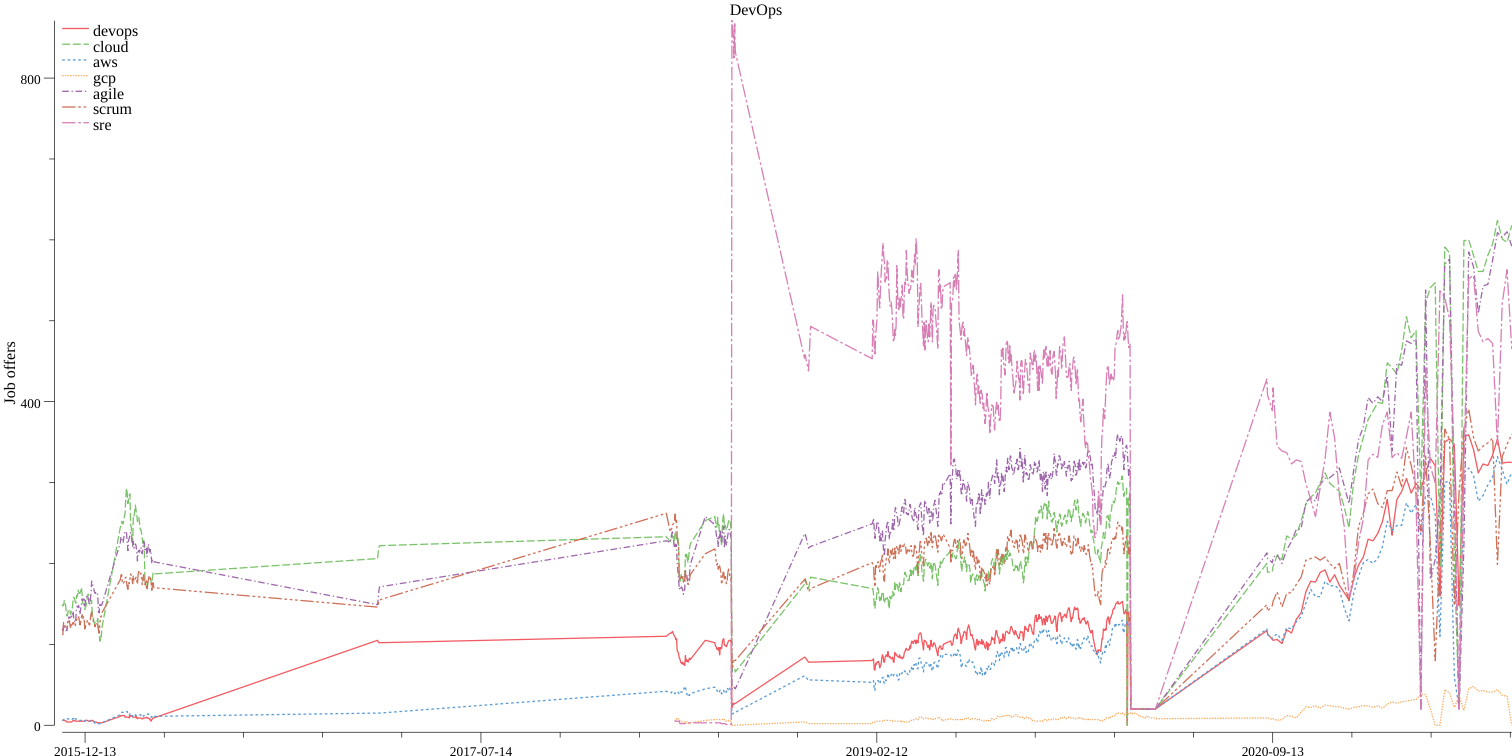 DevOps
devops
cloud
aws
gcp
agile
scrum
sre
800
400
0
Job offers
2015-12-13
2017-07-14
2019-02-12
2020-09-13